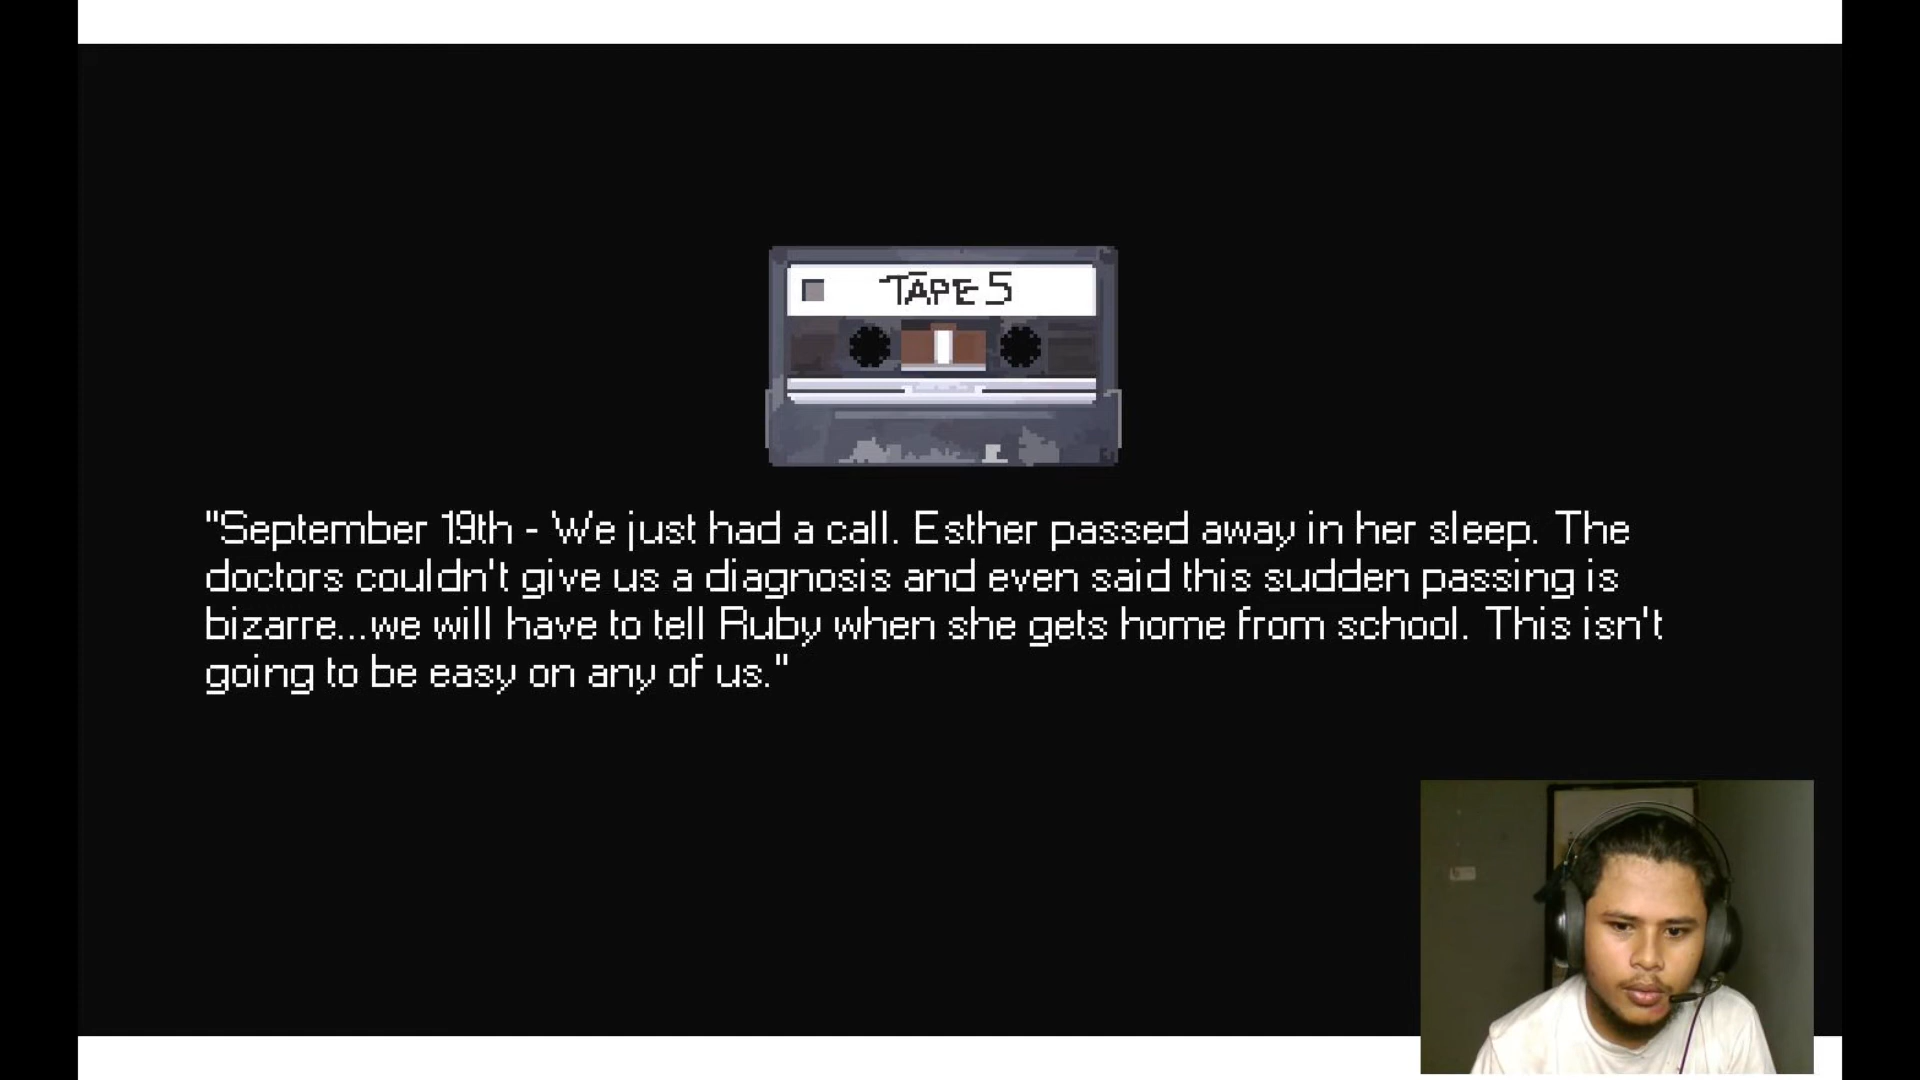 TAPE 5
"September 19th - We just had a call. Esther passed away in her sleep. The
doctors couldn't give us a diagnosis and even said this sudden passing is
bizarre...we will have to tell Ruby when she gets home from school. This isn't
going to be easy on any of us."